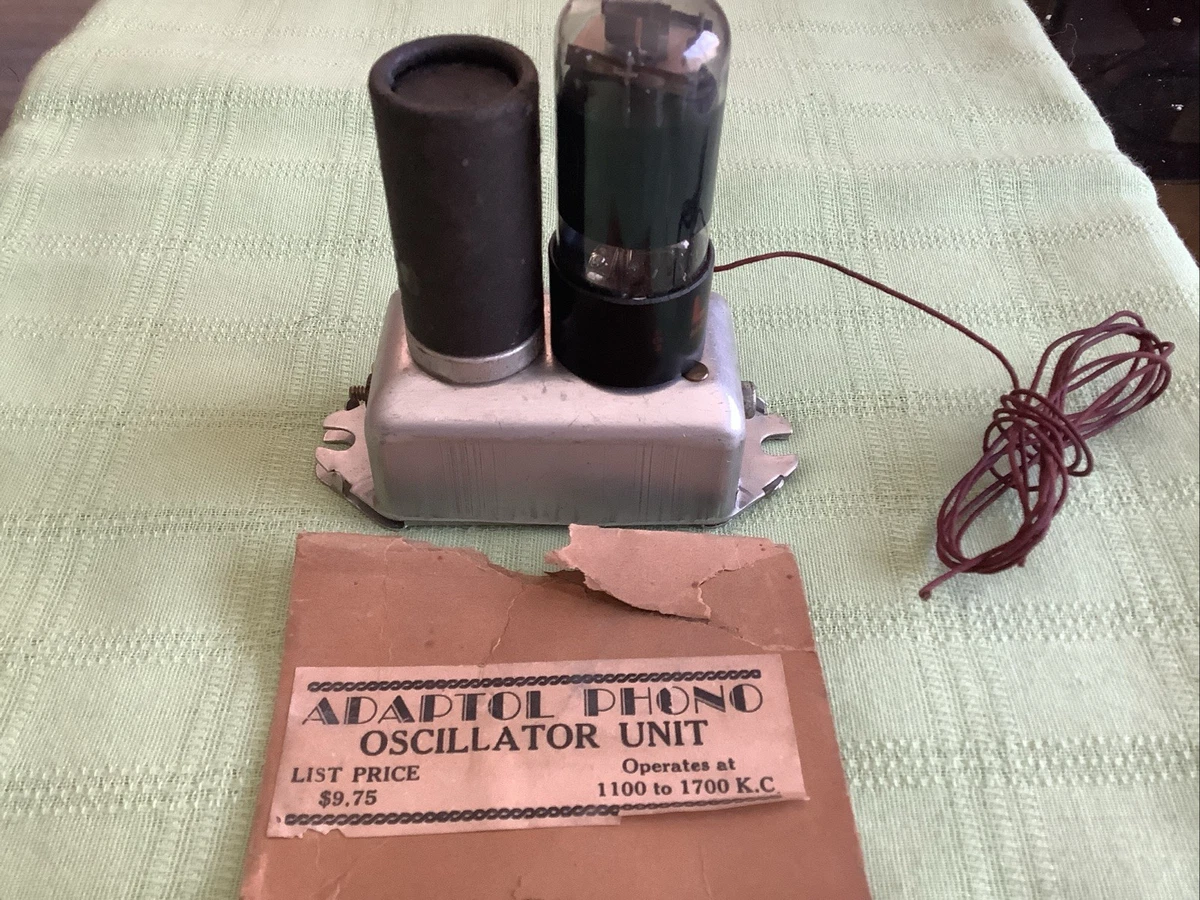 ADAPTOL PHONO
OSCILLATOR UNIT
LIST PRICE
$9.75
Operates at
1100 to 1700 K.C.